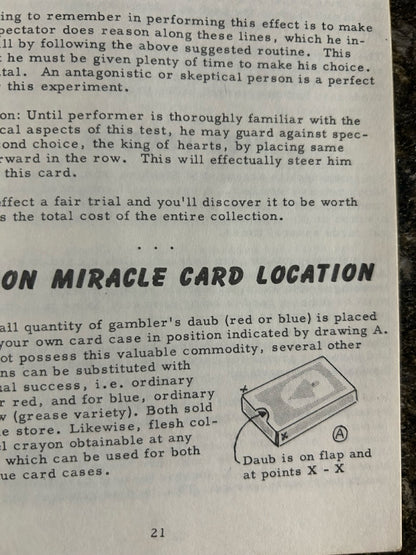 ing to remember in performing this effect is to make
pectator does reason along these lines, which he in-
ll by following the above suggested routine. This
t he must be given plenty of time to make his choice.
tal. An antagonistic or skeptical person is a perfect
r this experiment.
on: Until performer is thoroughly familiar with the
cal aspects of this test, he may guard against spec-
ond choice, the king of hearts, by placing same
rward in the row. This will effectually steer him
this card.
effect a fair trial and you'll discover it to be worth
s the total cost of the entire collection.
. . .
ON MIRACLE CARD LOCATION
all quantity of gambler's daub (red or blue) is placed
your own card case in position indicated by drawing A.
ot possess this valuable commodity, several other
ns can be substituted with
ual success, i.e. ordinary
r red, and for blue, ordinary
w (grease variety). Both sold
e store. Likewise, flesh col-
el crayon obtainable at any
which can be used for both
ue card cases.
X
X
A
Daub is on flap and
at points X - X
21